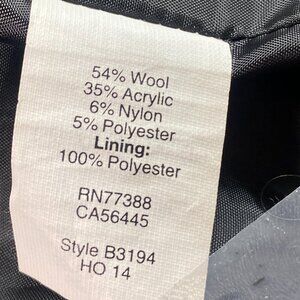 54% Wool
35% Acrylic
6% Nylon
5% Polyester
Lining:
100% Polyester
RN77388
CA56445
Style B3194
HO 14